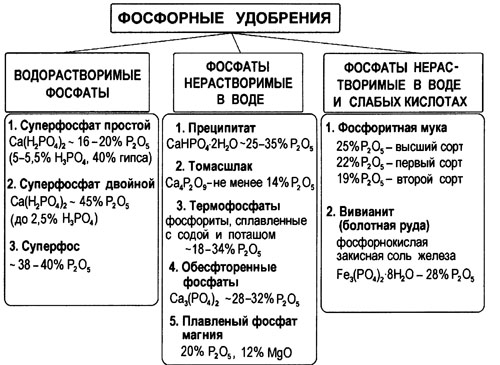 ФОСФОРНЫЕ УДОБРЕНИЯ
ВОДОРАСТВОРИМЫЕ
ФОСФАТЫ
1. Суперфосфат простой
Ca(H₂PO₄)₂ ~ 16–20% P₂O₅
(5–5,5% H₃PO₄, 40% гипса)
2. Суперфосфат двойной
Ca(H₂PO₄)₂ ~ 45% P₂O₅
(до 2,5% H₃PO₄)
3. Суперфос
~ 38–40% P₂O₅
ФОСФАТЫ
НЕРАСТВОРИМЫЕ
В ВОДЕ
1. Преципитат
CaHPO₄·2H₂O ~25–35% P₂O₅
2. Томасшлак
Ca₄P₂O₉–не менее 14% P₂O₅
3. Термофосфаты
фосфориты, сплавленные
с содой и поташом
~18–34% P₂O₅
4. Обесфторенные
фосфаты
Ca₃(PO₄)₂ ~28–32% P₂O₅
5. Плавленый фосфат
магния
20% P₂O₅, 12% MgO
ФОСФАТЫ НЕРАС-
ТВОРИМЫЕ В ВОДЕ
И СЛАБЫХ КИСЛОТАХ
1. Фосфоритная мука
25% P₂O₅ – высший сорт
22% P₂O₅ – первый сорт
19% P₂O₅ – второй сорт
2. Вивианит
(болотная руда)
фосфорнокислая
закисная соль железа
Fe₃(PO₄)₂·8H₂O – 28% P₂O₅